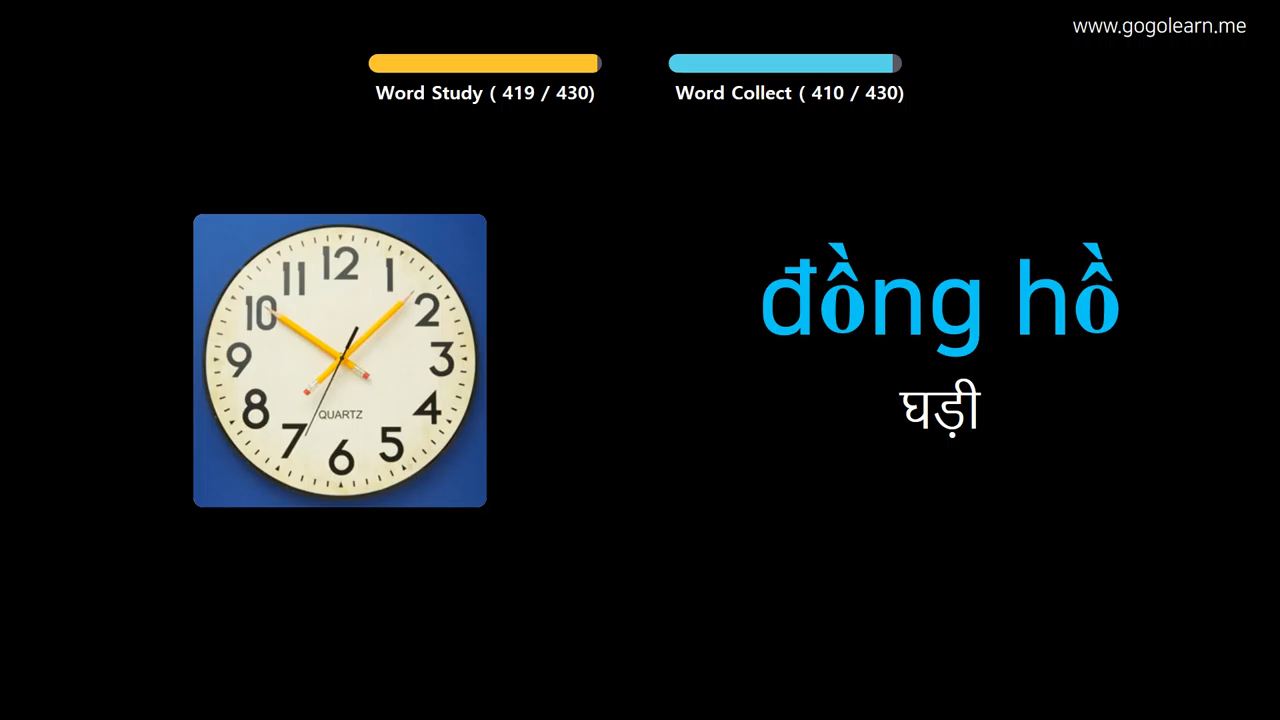 www.gogolearn.me
Word Study ( 419 / 430)
Word Collect ( 410 / 430)
12
11
1
10
2
9
3
8
4
7
5
6
QUARTZ
đồng hồ
घड़ी